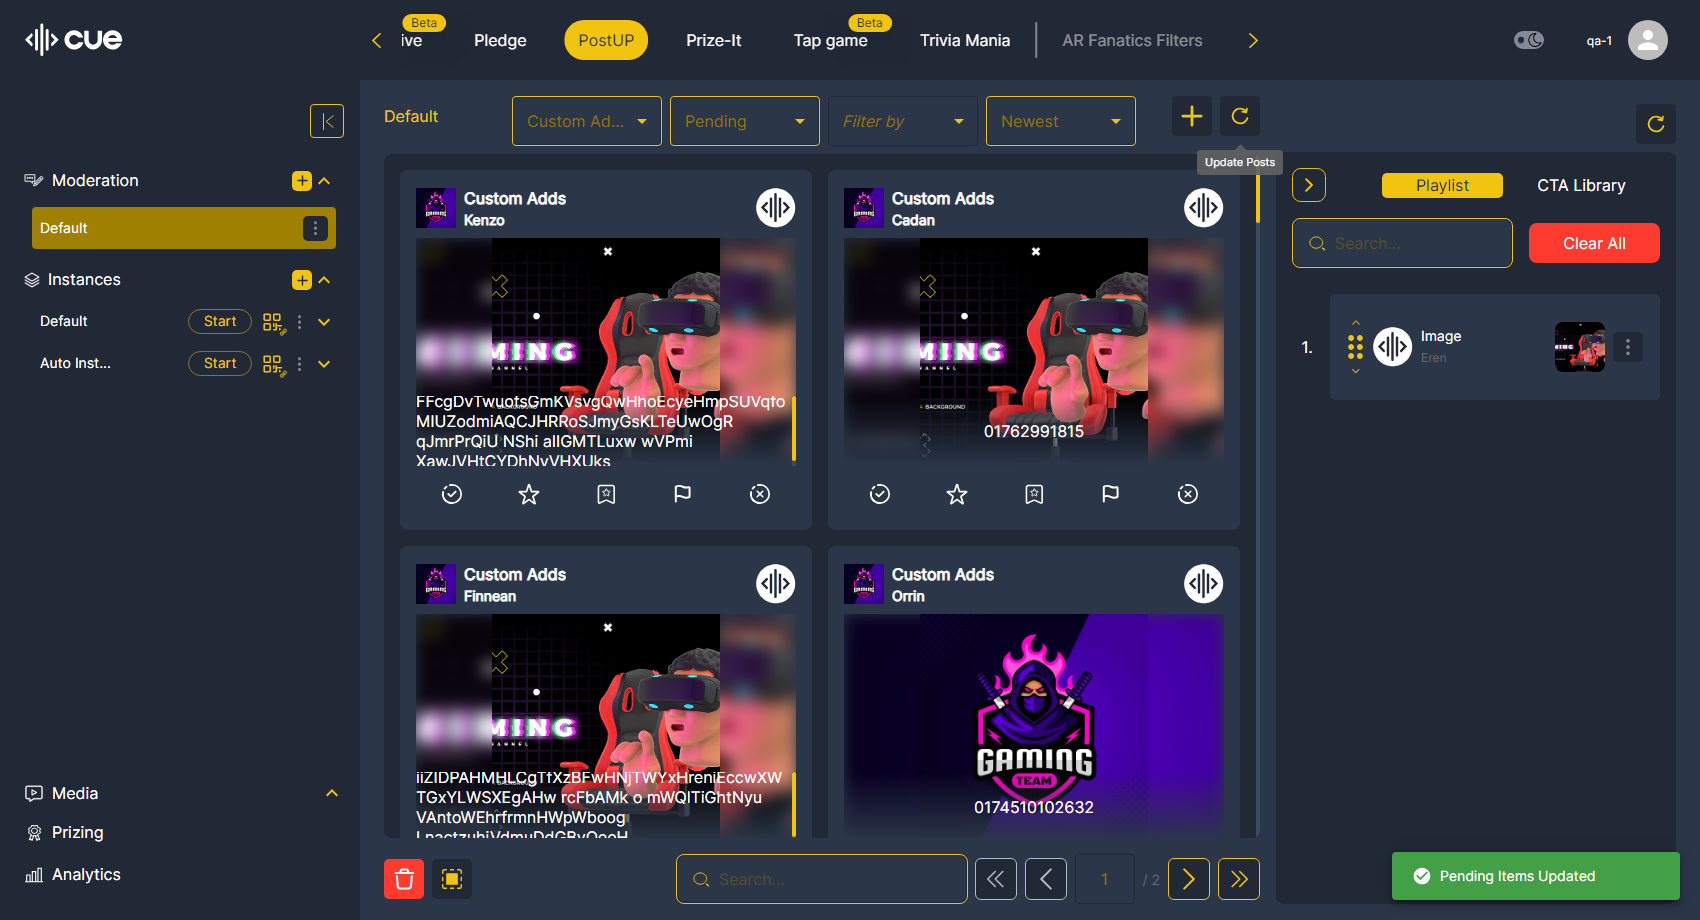 cue
Beta
Beta
ive
Pledge
PostUP
Prize-It
Tap game
Trivia Mania
AR Fanatics Filters
qa-1
Default
Custom Ad...
Pending
Filter by
Newest
Update Posts
Moderation
Default
Instances
Default
Start
Auto Inst...
Start
Media
Prizing
Analytics
Custom Adds
Kenzo
FFcgDvTwuotsGmKVsvgQwHhoEcyeHmpSUVqfo
MIUZodmiAQCJHRRoSJmyGsKLTeUwOgR
qJmrPrQiU NShi allGMTLuxw wVPmi
XawJVHtCYDhNvVHXUks
Custom Adds
Cadan
MING
ANNEL
BACKGROUND
01762991815
Custom Adds
Finnean
MING
ANNEL
iiZIDPAHMHLCgTfXzBFwHNjTWYxHreniEccwXW
TGxYLWSXEgAHw rcFbAMk o mWQlTiGhtNyu
VAntoWEhrfrmnHWpWboog
Custom Adds
Orrin
GAMING
TEAM
0174510102632
Search...
1
/ 2
Playlist
CTA Library
Search...
Clear All
1.
Image
Eren
Pending Items Updated